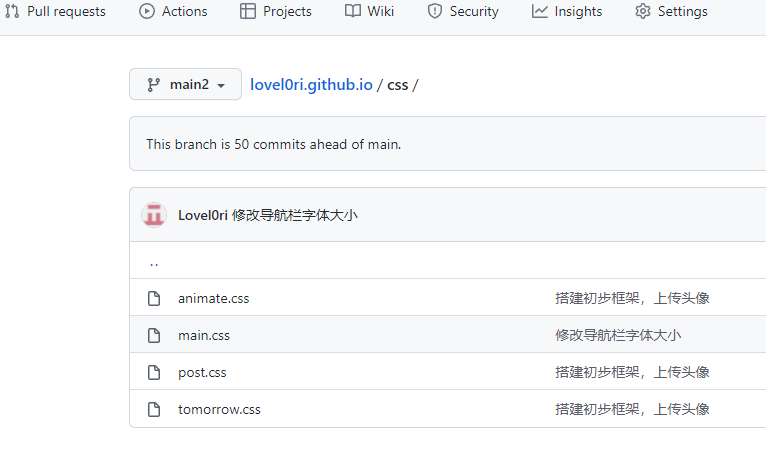 Pull requests Actions Projects Wiki Security Insights Settings
main2 lovel0ri.github.io / css /
This branch is 50 commits ahead of main.
Lovel0ri 修改导航栏字体大小
..
animate.css 搭建初步框架，上传头像
main.css 修改导航栏字体大小
post.css 搭建初步框架，上传头像
tomorrow.css 搭建初步框架，上传头像